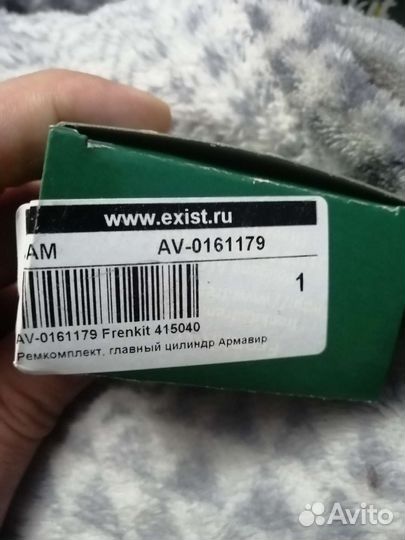 www.exist.ru
AM AV-0161179
1
AV-0161179 Frenkit 415040
Ремкомплект, главный цилиндр Армавир
Avito